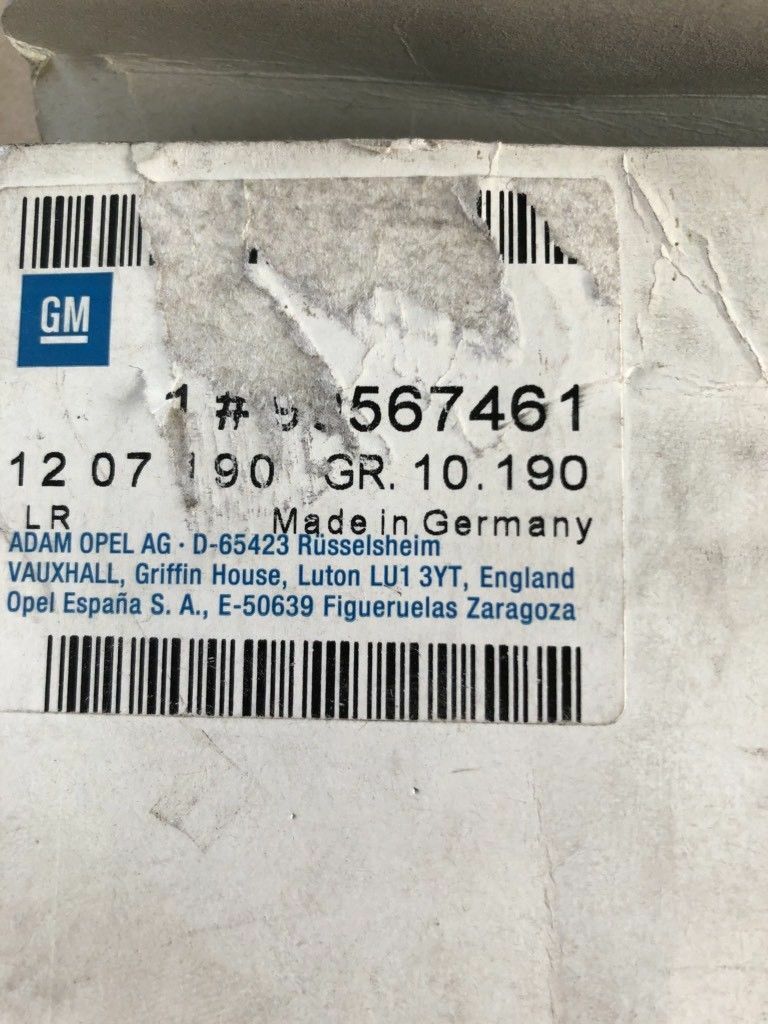 GM
1 # 567461
12 07 190 GR. 10.190
LR Made in Germany
ADAM OPEL AG · D-65423 Rüsselsheim
VAUXHALL, Griffin House, Luton LU1 3YT, England
Opel España S. A., E-50639 Figueruelas Zaragoza